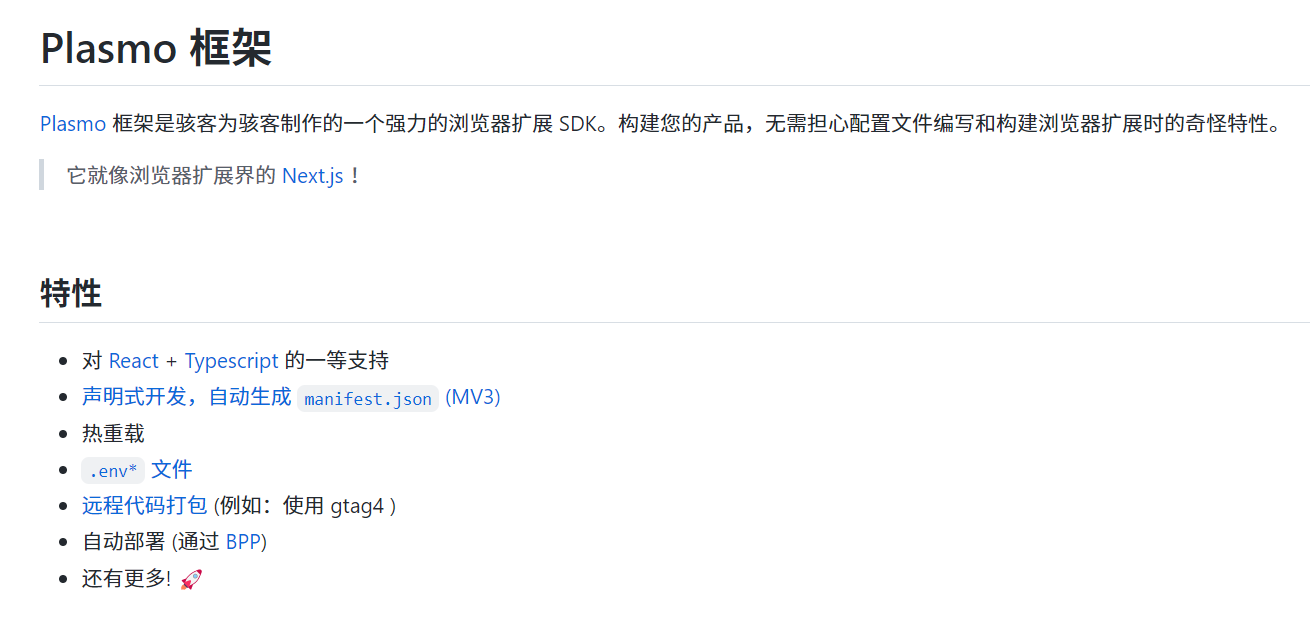 Plasmo 框架
Plasmo 框架是骇客为骇客制作的一个强力的浏览器扩展 SDK。构建您的产品，无需担心配置文件编写和构建浏览器扩展时的奇怪特性。
它就像浏览器扩展界的 Next.js ！
特性
对 React + Typescript 的一等支持
声明式开发，自动生成 manifest.json (MV3)
热重载
.env* 文件
远程代码打包 (例如：使用 gtag4 )
自动部署 (通过 BPP)
还有更多! 🚀